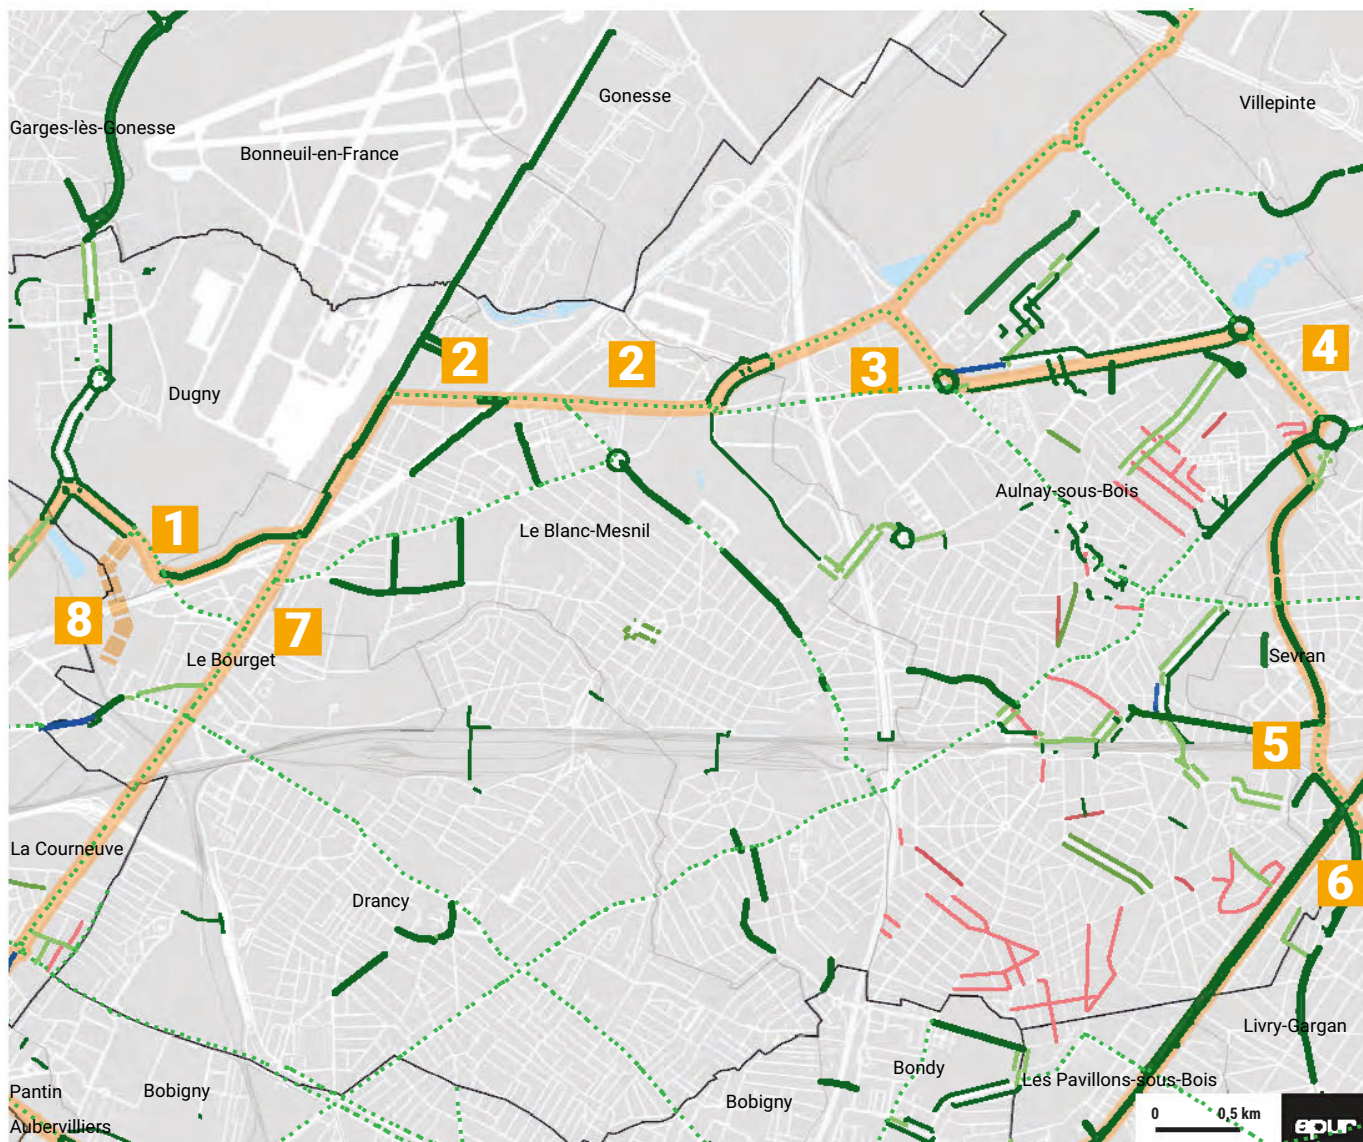 Gonesse
Villepinte
Garges-lès-Gonesse
Bonneuil-en-France
2
2
3
4
Dugny
Aulnay-sous-Bois
1
Le Blanc-Mesnil
8
7
Le Bourget
Sevran
5
La Courneuve
6
Drancy
Livry-Gargan
Bondy
Les Pavillons-sous-Bois
Pantin
Bobigny
Bobigny
Aubervilliers
0 0,5 km
apur